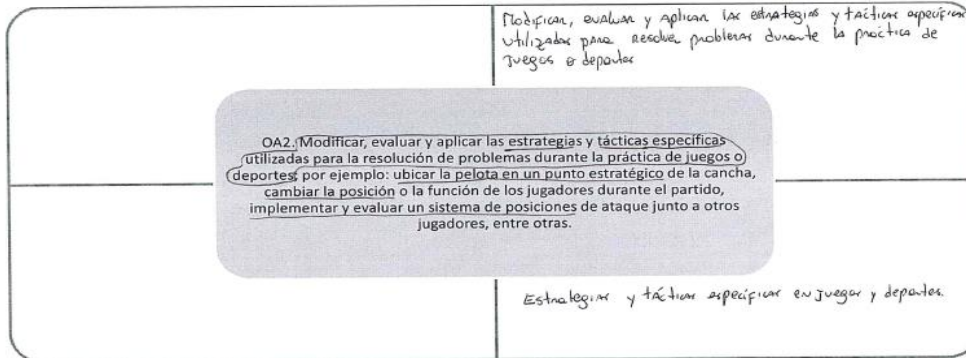 Modificar, evaluar y aplicar las estrategias y tácticas específicas
utilizadas para resolver problemas durante la práctica de
juegos o deportes
OA2. Modificar, evaluar y aplicar las estrategias y tácticas específicas
utilizadas para la resolución de problemas durante la práctica de juegos o
deportes, por ejemplo: ubicar la pelota en un punto estratégico de la cancha,
cambiar la posición o la función de los jugadores durante el partido,
implementar y evaluar un sistema de posiciones de ataque junto a otros
jugadores, entre otras.
Estrategias y tácticas específicas en juegos y deportes.